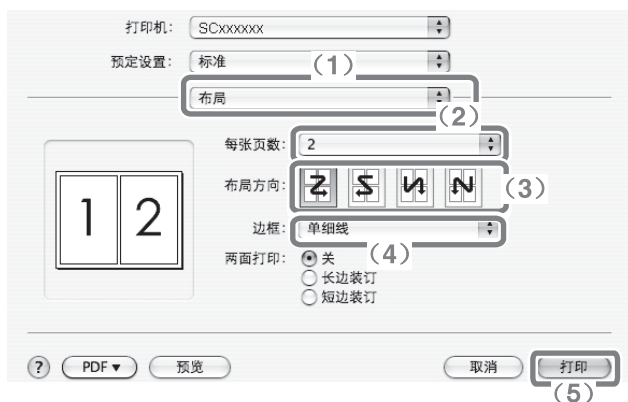 打印机: SCxxxxxx
预定设置: 标准
(1)
布局
(2)
每张页数: 2
布局方向:
(3)
边框: 单细线
(4)
两面打印: 关
长边装订
短边装订
1 2
? PDF▼ 预览 取消 打印
(5)